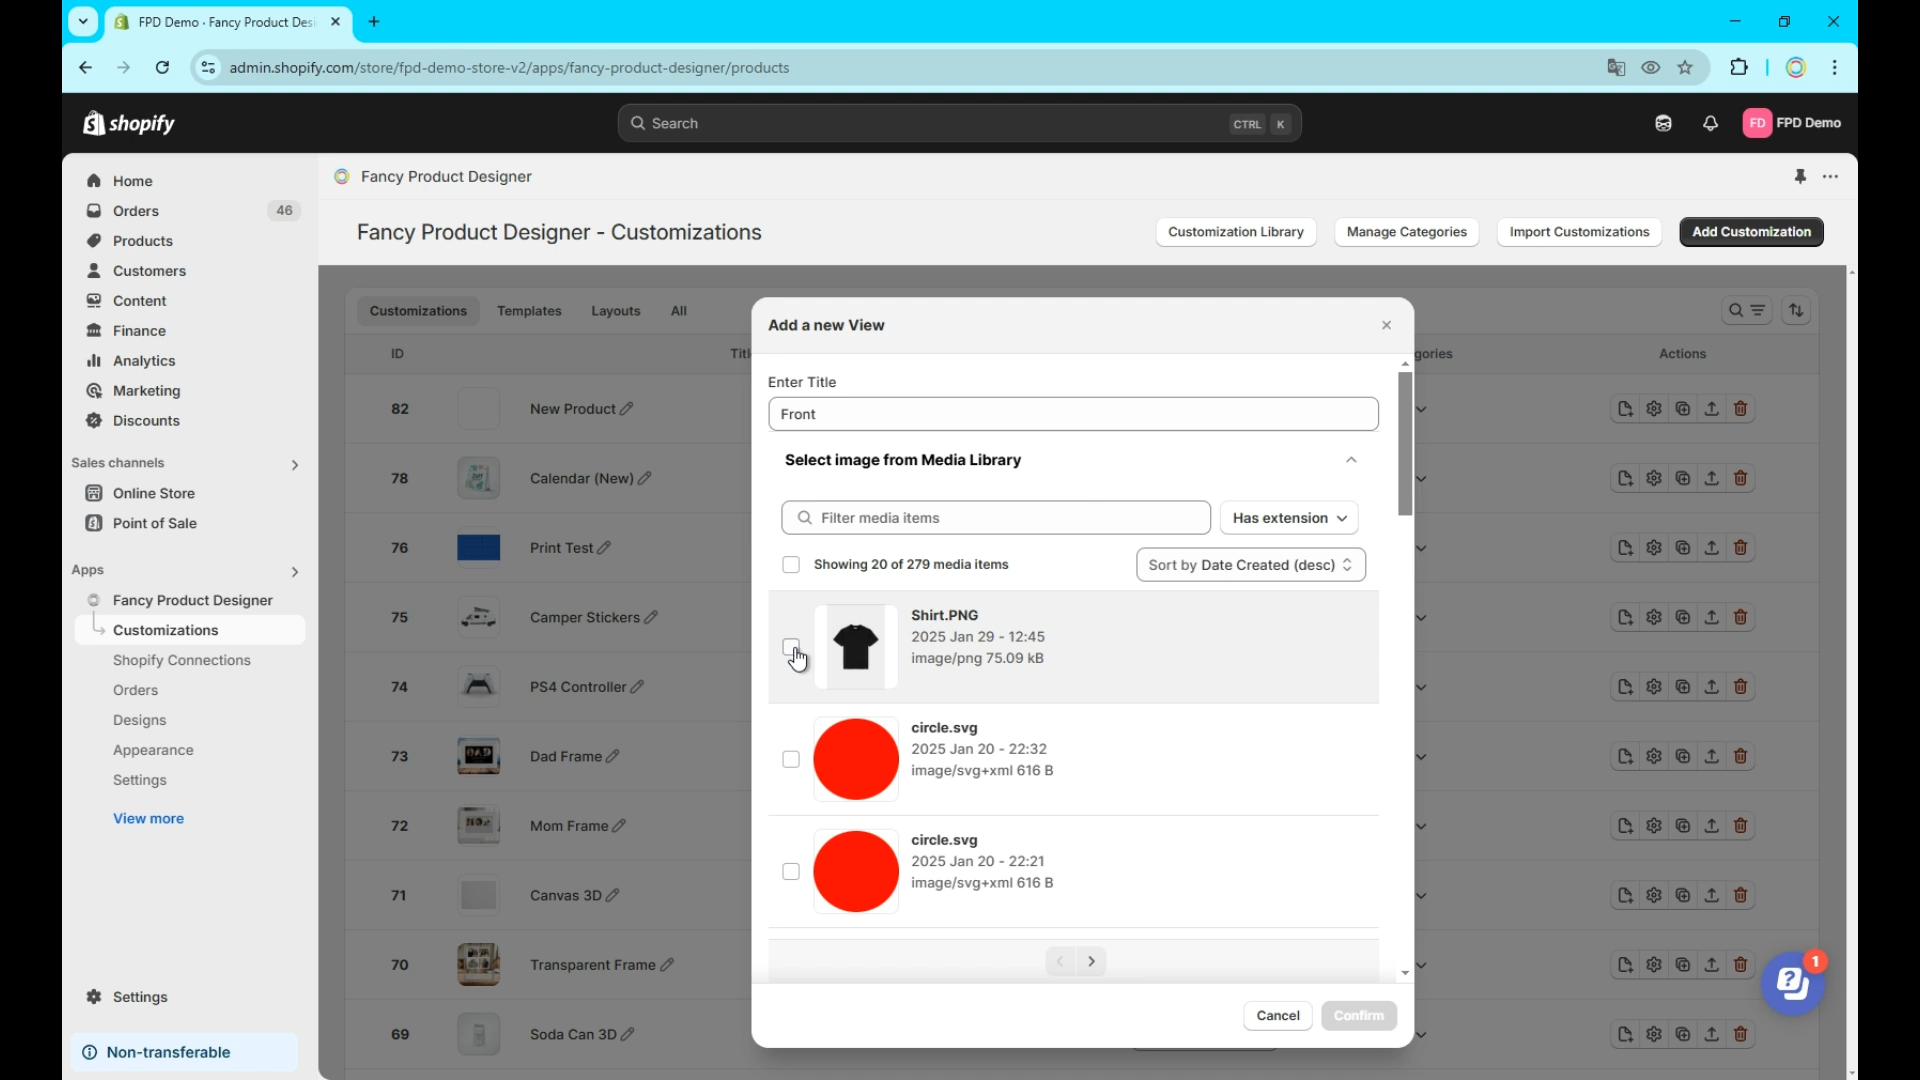 FPD Demo · Fancy Product Desi
admin.shopify.com/store/fpd-demo-store-v2/apps/fancy-product-designer/products
shopify
Search
CTRL K
FD FPD Demo
Home
Orders 46
Products
Customers
Content
Finance
Analytics
Marketing
Discounts
Sales channels
Online Store
Point of Sale
Apps
Fancy Product Designer
Customizations
Shopify Connections
Orders
Designs
Appearance
Settings
View more
Settings
Non-transferable
Fancy Product Designer
Fancy Product Designer - Customizations
Customization Library
Manage Categories
Import Customizations
Add Customization
Customizations Templates Layouts All
ID Titl gories Actions
82 New Product
78 Calendar (New)
76 Print Test
75 Camper Stickers
74 PS4 Controller
73 Dad Frame
72 Mom Frame
71 Canvas 3D
70 Transparent Frame
69 Soda Can 3D
Add a new View
Enter Title
Front
Select image from Media Library
Filter media items
Has extension
Showing 20 of 279 media items
Sort by Date Created (desc)
Shirt.PNG
2025 Jan 29 - 12:45
image/png 75.09 kB
circle.svg
2025 Jan 20 - 22:32
image/svg+xml 616 B
circle.svg
2025 Jan 20 - 22:21
image/svg+xml 616 B
Cancel
Confirm
1